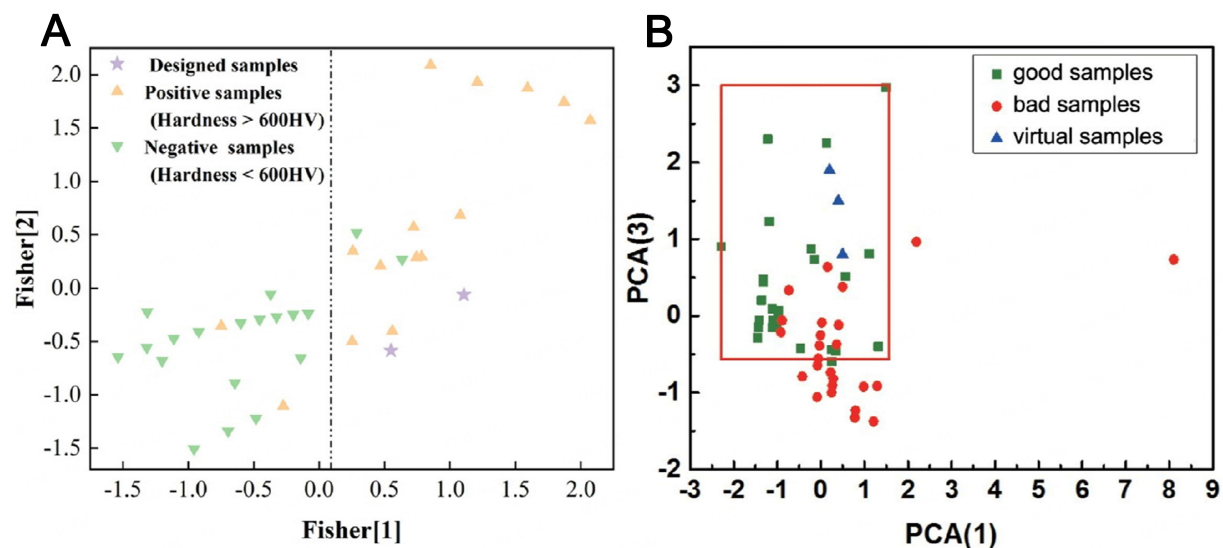 A
Designed samples
Positive samples
(Hardness > 600HV)
Negative samples
(Hardness < 600HV)
2.0
1.5
1.0
0.5
0.0
-0.5
-1.0
-1.5
Fisher[2]
-1.5 -1.0 -0.5 0.0 0.5 1.0 1.5 2.0
Fisher[1]
B
good samples
bad samples
virtual samples
3
2
1
0
-1
-2
PCA(3)
-3 -2 -1 0 1 2 3 4 5 6 7 8 9
PCA(1)